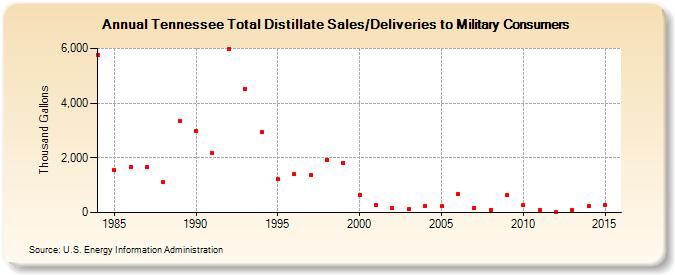 Annual Tennessee Total Distillate Sales/Deliveries to Military Consumers
Thousand Gallons
6,000
4,000
2,000
0
1985 1990 1995 2000 2005 2010 2015
Source: U.S. Energy Information Administration